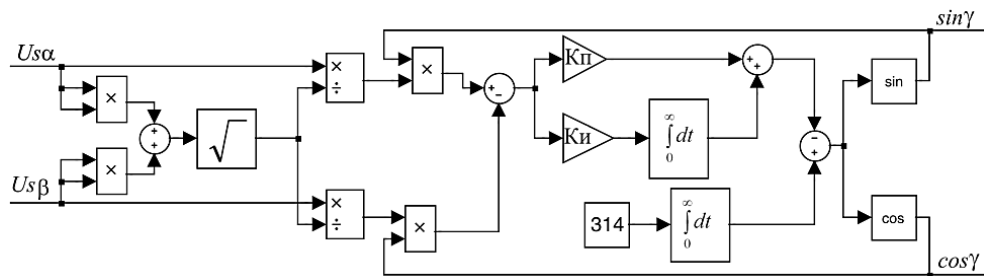 sinγ
Usα
×
÷
×
+
-
Кп
+
+
sin
×
+
+
√
Ки
∞
∫dt
0
-
+
Usβ
×
×
÷
×
314
∞
∫dt
0
cos
cosγ